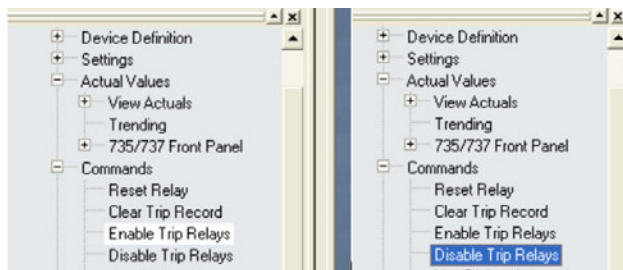 Device Definition
Settings
Actual Values
View Actuals
Trending
735/737 Front Panel
Commands
Reset Relay
Clear Trip Record
Enable Trip Relays
Disable Trip Relays
Device Definition
Settings
Actual Values
View Actuals
Trending
735/737 Front Panel
Commands
Reset Relay
Clear Trip Record
Enable Trip Relays
Disable Trip Relays